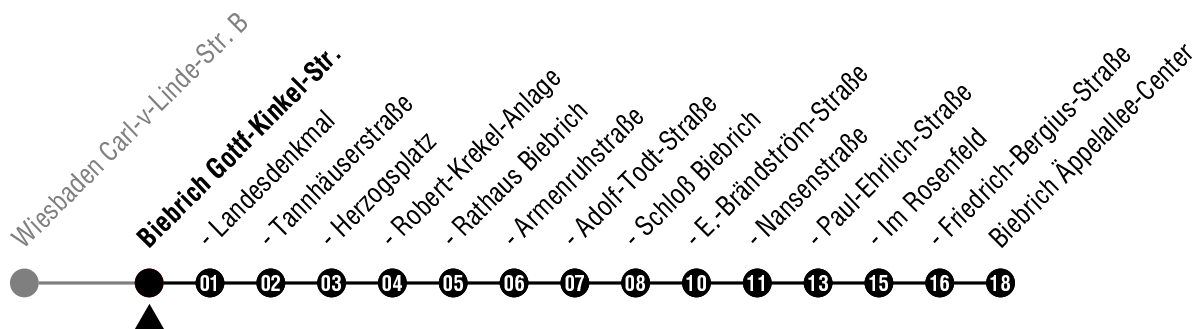 Wiesbaden Carl-v-Linde-Str. B
Biebrich Gottf-Kinkel-Str.
- Landesdenkmal
- Tannhäuserstraße
- Herzogsplatz
- Robert-Krekel-Anlage
- Rathaus Biebrich
- Armenruhstraße
- Adolf-Todt-Straße
- Schloß Biebrich
- E.-Brändström-Straße
- Nansenstraße
- Paul-Ehrlich-Straße
- Im Rosenfeld
- Friedrich-Bergius-Straße
Biebrich Äppelallee-Center
01 02 03 04 05 06 07 08 10 11 13 15 16 18